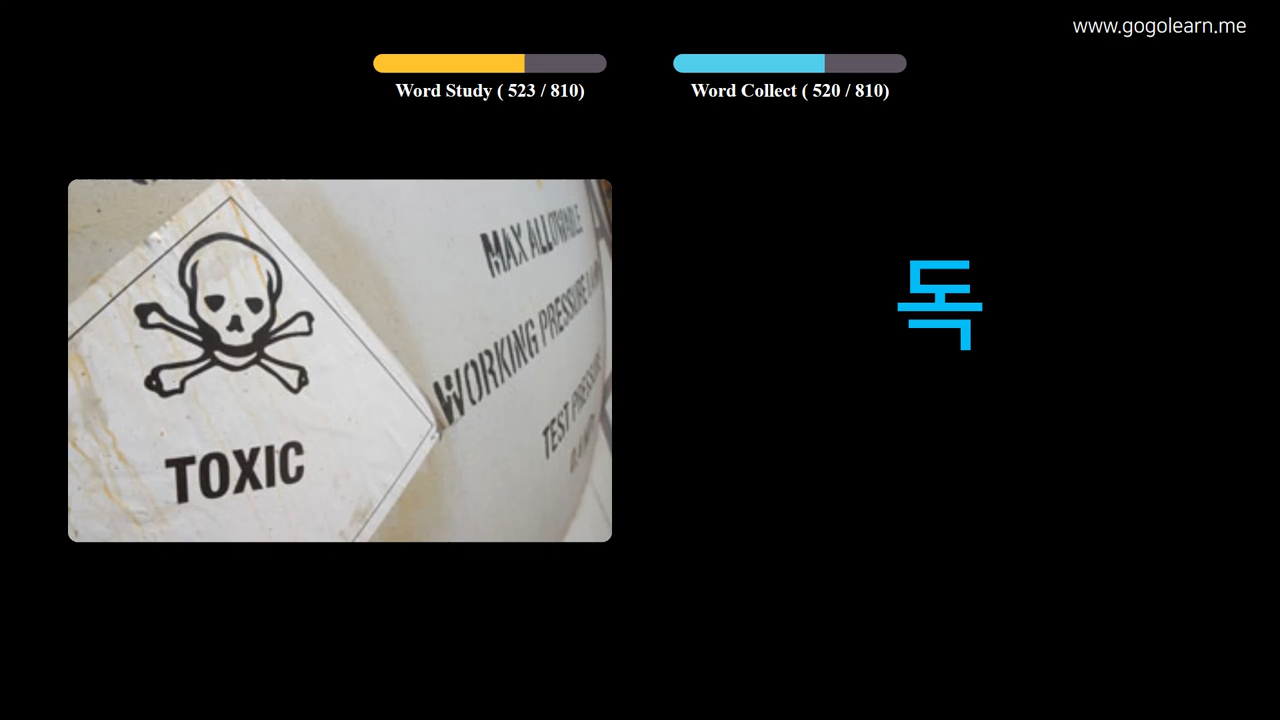 www.gogolearn.me
Word Study ( 523 / 810)
Word Collect ( 520 / 810)
TOXIC
MAX ALLOWABLE
WORKING PRESSURE
TEST PRESSURE
독